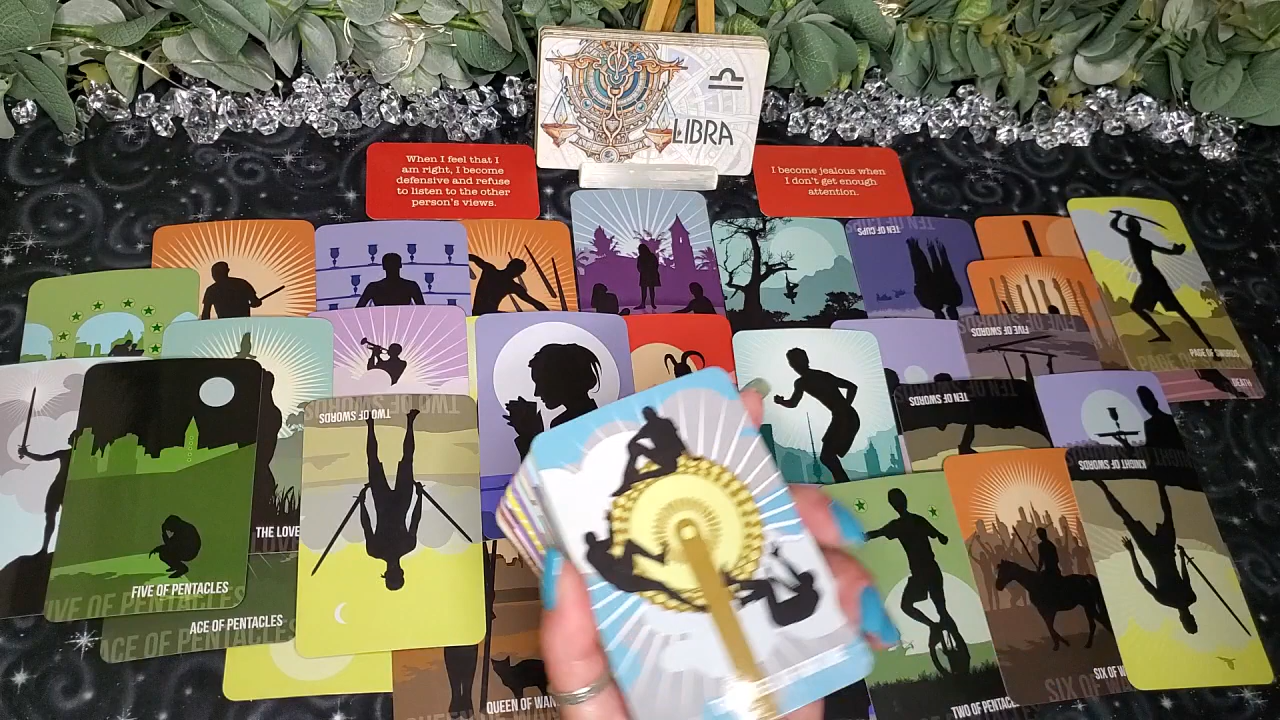 ♎
LIBRA
When I feel that I
am right, I become
defensive and refuse
to listen to the other
person's views.
I become jealous when
I don't get enough
attention.
TEN OF CUPS
PAGE OF SWORDS
FIVE OF SWORDS
DEATH
TEN OF SWORDS
TWO OF SWORDS
KNIGHT OF SWORDS
THE LOVE
FIVE OF PENTACLES
ACE OF PENTACLES
QUEEN OF WAN
TWO OF PENTACL
SIX OF W